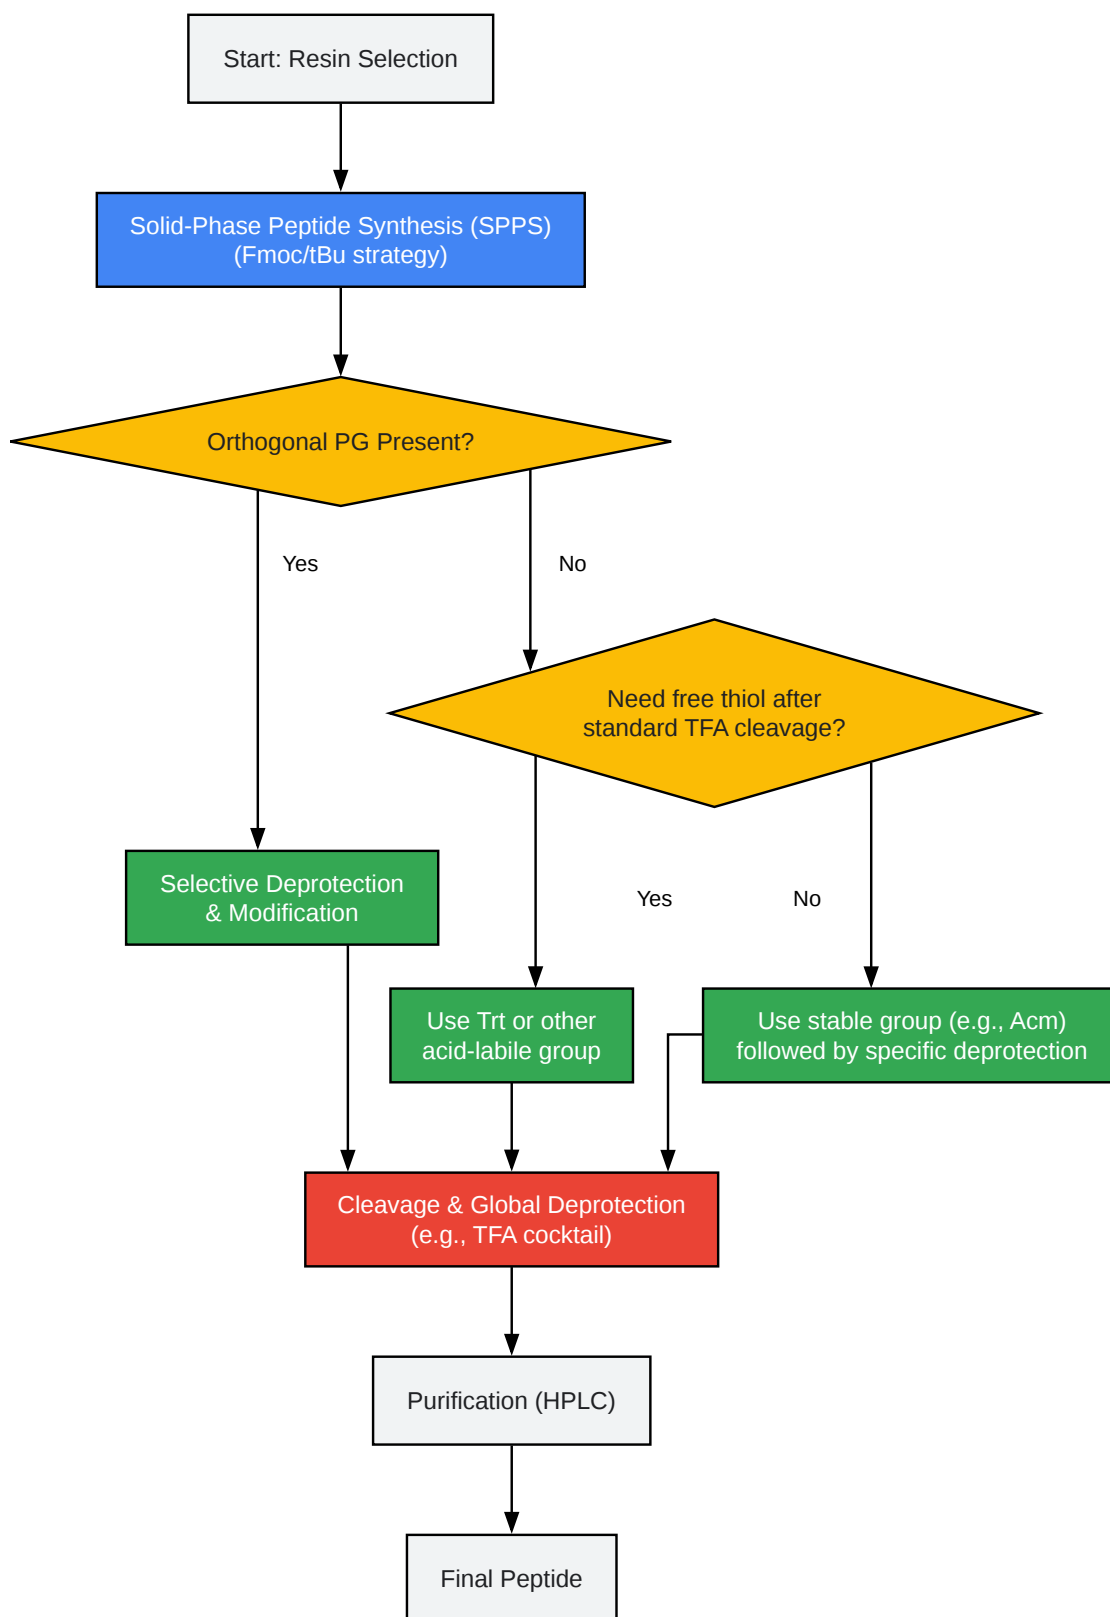 Start: Resin Selection
Solid-Phase Peptide Synthesis (SPPS)
(Fmoc/tBu strategy)
Orthogonal PG Present?
Yes
No
Need free thiol after
standard TFA cleavage?
Selective Deprotection
& Modification
Yes
No
Use Trt or other
acid-labile group
Use stable group (e.g., Acm)
followed by specific deprotection
Cleavage & Global Deprotection
(e.g., TFA cocktail)
Purification (HPLC)
Final Peptide